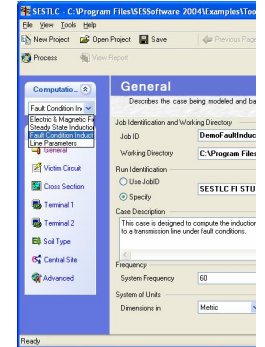 SESTLC - C:\Program Files\SESSoftware 2004\Examples\Too
File View Tools Help
New Project Open Project Save Previous Page
Process View Report
Computatio...
General
Describes the case being modeled and ba
Fault Condition In
Electric & Magnetic Fi
Steady State Induction
Fault Condition Induct
Line Parameters
General
Victim Circuit
Cross Section
Terminal 1
Terminal 2
Soil Type
Central Site
Advanced
Job Identification and Working Directory
Job ID DemoFaultInduc
Working Directory C:\Program Files
Run Identification
Use JobID
Specify
SESTLC FI STU
Case Description
This case is designed to compute the induction
to a transmission line under fault conditions.
Frequency
System Frequency 60
System of Units
Dimensions in Metric
Ready